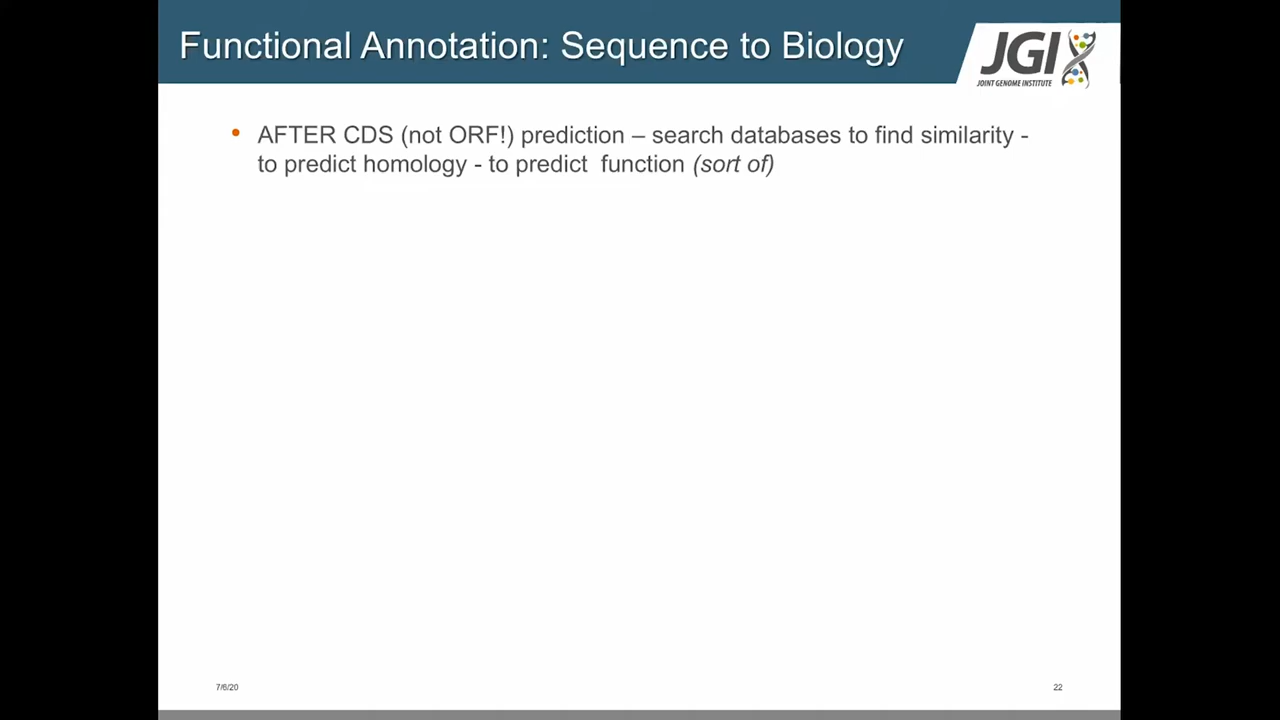 Functional Annotation: Sequence to Biology
JGI
JOINT GENOME INSTITUTE
• AFTER CDS (not ORF!) prediction – search databases to find similarity -
to predict homology - to predict function (sort of)
7/6/20
22